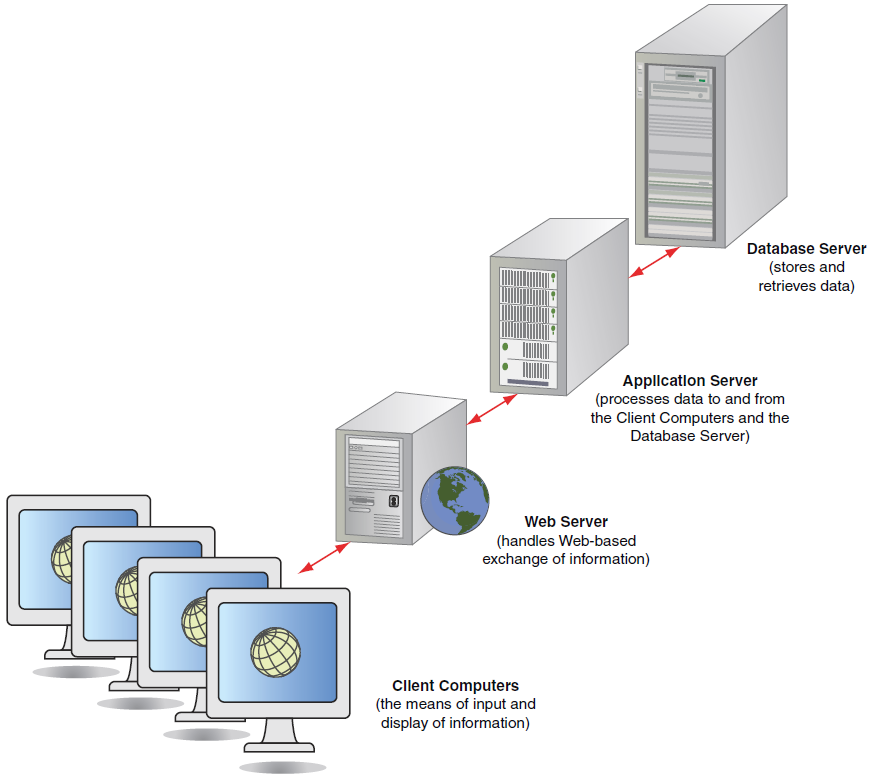 Database Server
(stores and
retrieves data)
Application Server
(processes data to and from
the Client Computers and the
Database Server)
Web Server
(handles Web-based
exchange of information)
Client Computers
(the means of input and
display of information)